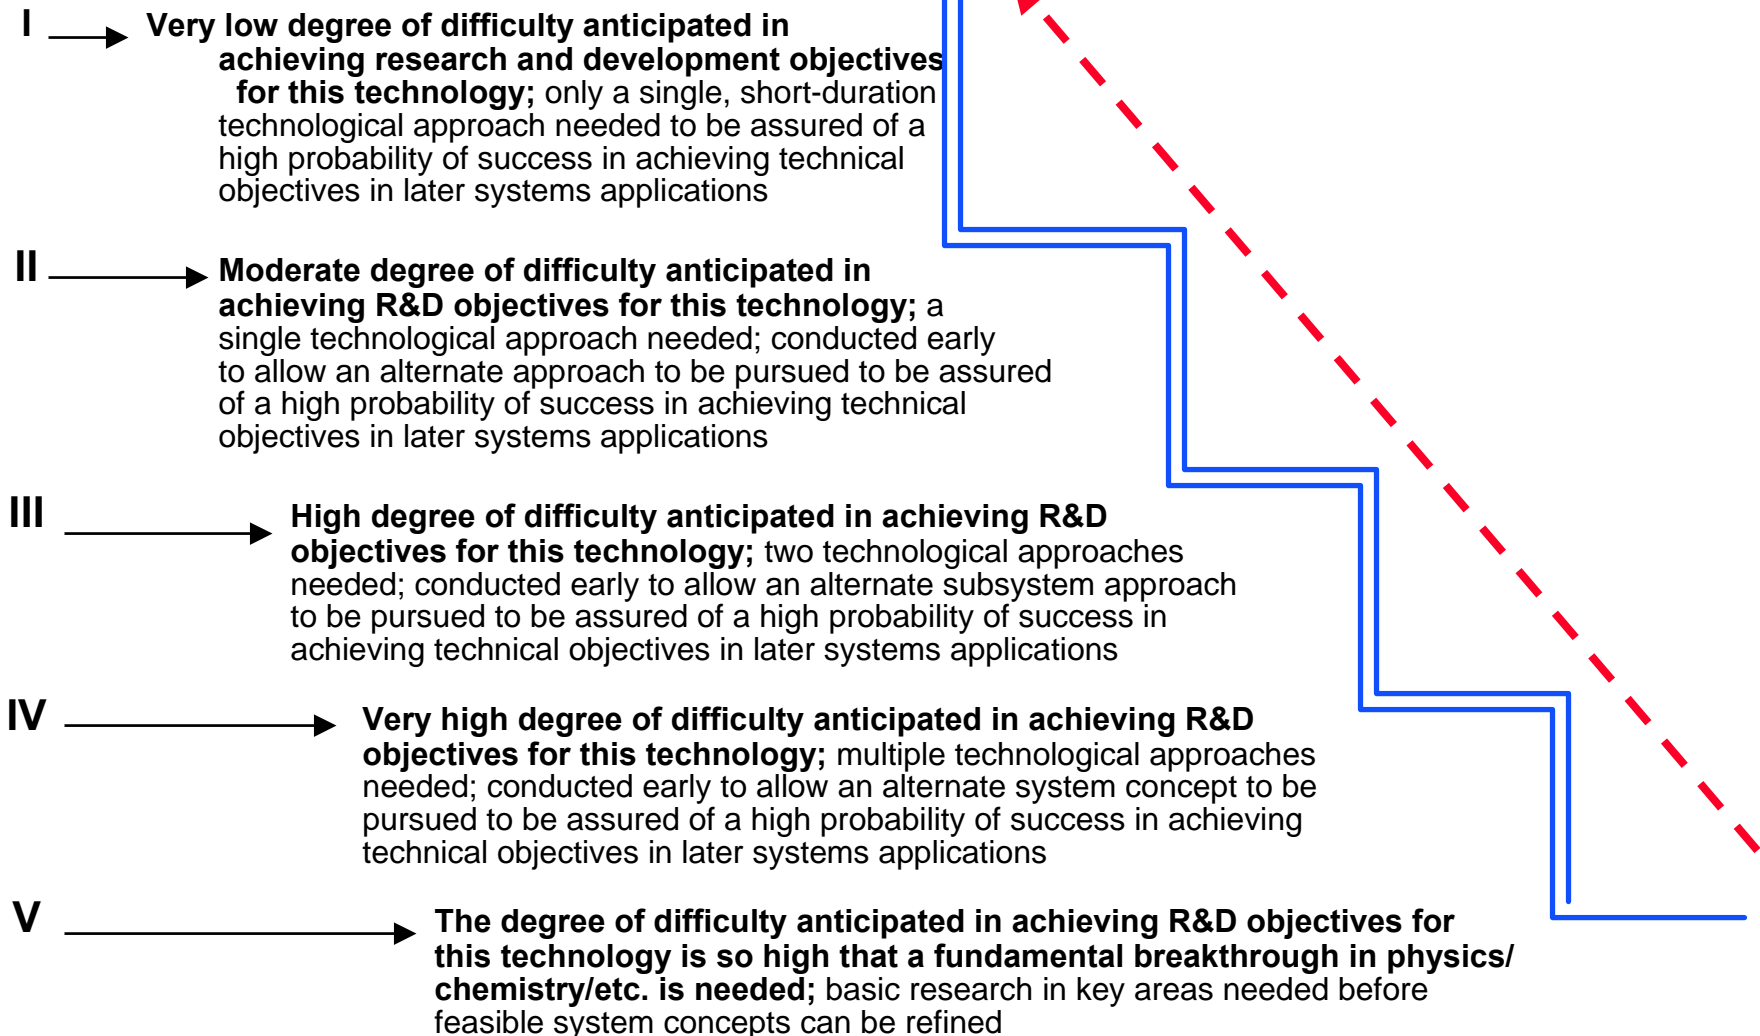 I Very low degree of difficulty anticipated in
achieving research and development objectives
for this technology; only a single, short-duration
technological approach needed to be assured of a
high probability of success in achieving technical
objectives in later systems applications
II Moderate degree of difficulty anticipated in
achieving R&D objectives for this technology; a
single technological approach needed; conducted early
to allow an alternate approach to be pursued to be assured
of a high probability of success in achieving technical
objectives in later systems applications
III High degree of difficulty anticipated in achieving R&D
objectives for this technology; two technological approaches
needed; conducted early to allow an alternate subsystem approach
to be pursued to be assured of a high probability of success in
achieving technical objectives in later systems applications
IV Very high degree of difficulty anticipated in achieving R&D
objectives for this technology; multiple technological approaches
needed; conducted early to allow an alternate system concept to be
pursued to be assured of a high probability of success in achieving
technical objectives in later systems applications
V The degree of difficulty anticipated in achieving R&D objectives for
this technology is so high that a fundamental breakthrough in physics/
chemistry/etc. is needed; basic research in key areas needed before
feasible system concepts can be refined